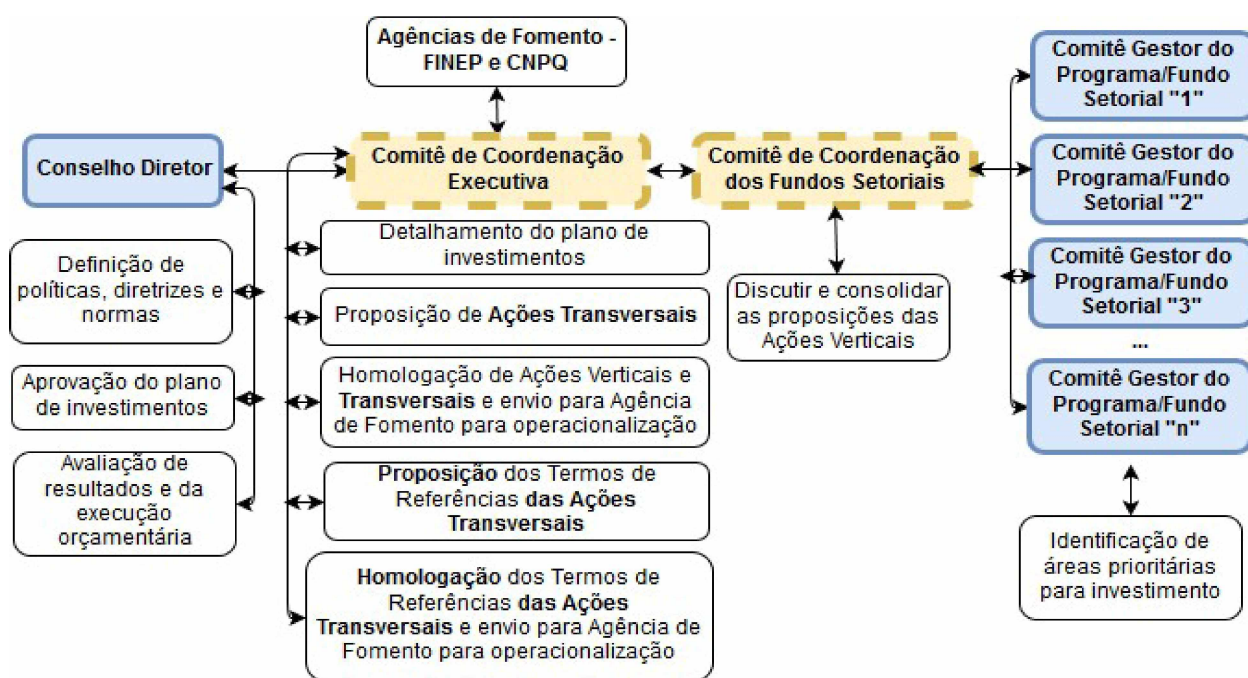 Agências de Fomento -
FINEP e CNPQ
Conselho Diretor
Comitê de Coordenação
Executiva
Comitê de Coordenação
dos Fundos Setoriais
Comitê Gestor do
Programa/Fundo
Setorial "1"
Comitê Gestor do
Programa/Fundo
Setorial "2"
Comitê Gestor do
Programa/Fundo
Setorial "3"
...
Comitê Gestor do
Programa/Fundo
Setorial "n"
Definição de
políticas, diretrizes e
normas
Aprovação do plano
de investimentos
Avaliação de
resultados e da
execução
orçamentária
Detalhamento do plano de
investimentos
Proposição de Ações Transversais
Homologação de Ações Verticais e
Transversais e envio para Agência
de Fomento para operacionalização
Proposição dos Termos de
Referências das Ações
Transversais
Homologação dos Termos de
Referências das Ações
Transversais e envio para Agência de
Fomento para operacionalização
Discutir e consolidar
as proposições das
Ações Verticais
Identificação de
áreas prioritárias
para investimento